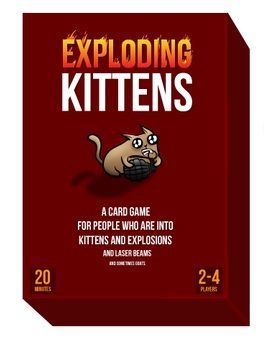 EXPLODING
KITTENS
A CARD GAME
FOR PEOPLE WHO ARE INTO
KITTENS AND EXPLOSIONS
AND LASER BEAMS
AND SOMETIMES GOATS
20
MINUTES
2-4
PLAYERS